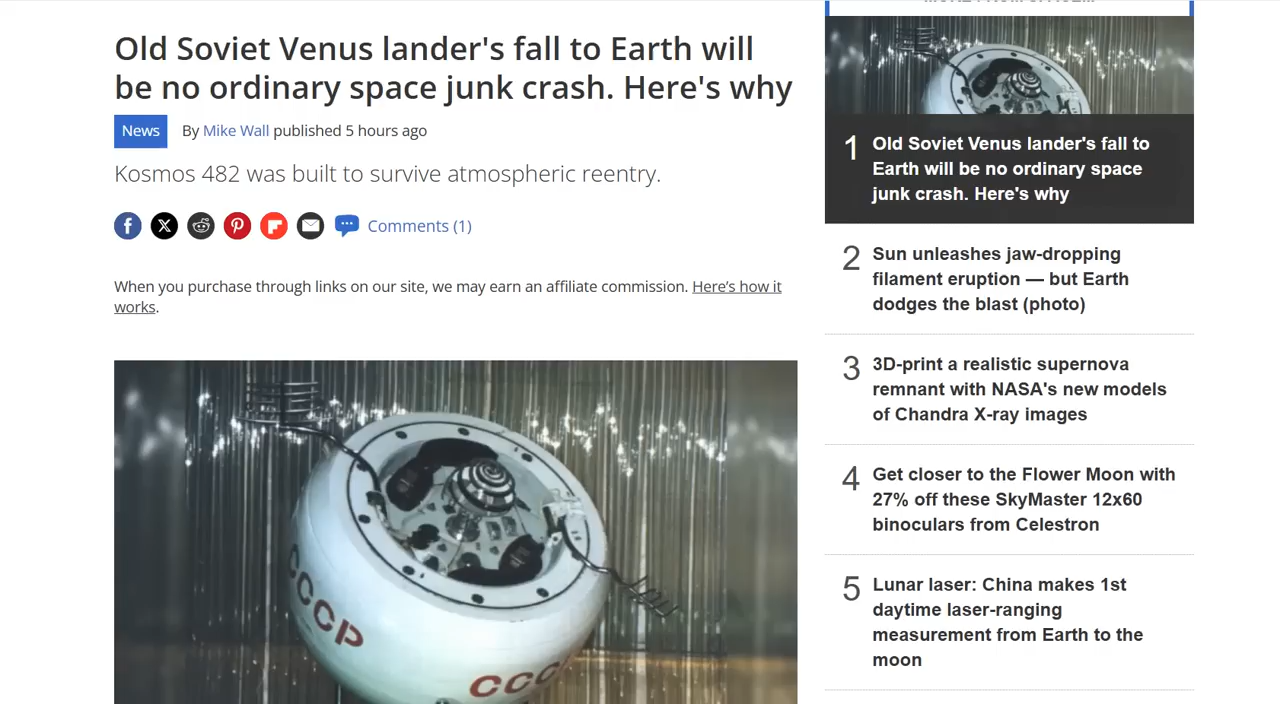 Old Soviet Venus lander's fall to Earth will
be no ordinary space junk crash. Here's why
News By Mike Wall published 5 hours ago
Kosmos 482 was built to survive atmospheric reentry.
Comments (1)
When you purchase through links on our site, we may earn an affiliate commission. Here's how it
works.
CCCP
CCC
1 Old Soviet Venus lander's fall to
Earth will be no ordinary space
junk crash. Here's why
2 Sun unleashes jaw-dropping
filament eruption — but Earth
dodges the blast (photo)
3 3D-print a realistic supernova
remnant with NASA's new models
of Chandra X-ray images
4 Get closer to the Flower Moon with
27% off these SkyMaster 12x60
binoculars from Celestron
5 Lunar laser: China makes 1st
daytime laser-ranging
measurement from Earth to the
moon